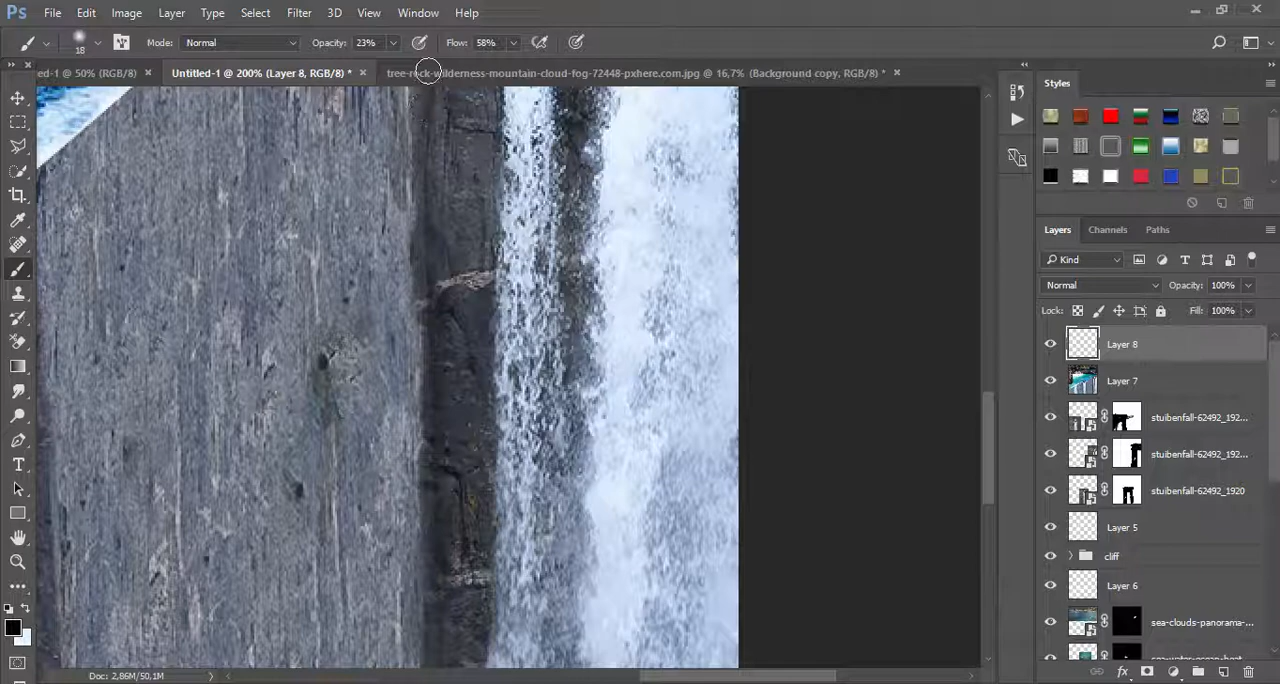 Ps File Edit Image Layer Type Select Filter 3D View Window Help
18 Mode: Normal Opacity: 23% Flow: 58%
ed-1 @ 50% (RGB/8) × Untitled-1 @ 200% (Layer 8, RGB/8) * × tree-rock-wilderness-mountain-cloud-fog-72448-pxhere.com.jpg @ 16,7% (Background copy, RGB/8) * ×
Styles
Layers Channels Paths
Kind
Normal Opacity: 100%
Lock: Fill: 100%
Layer 8
Layer 7
stuibenfall-62492_192...
stuibenfall-62492_192...
stuibenfall-62492_1920
Layer 5
cliff
Layer 6
sea-clouds-panorama-...
Doc: 2,86M/50,1M